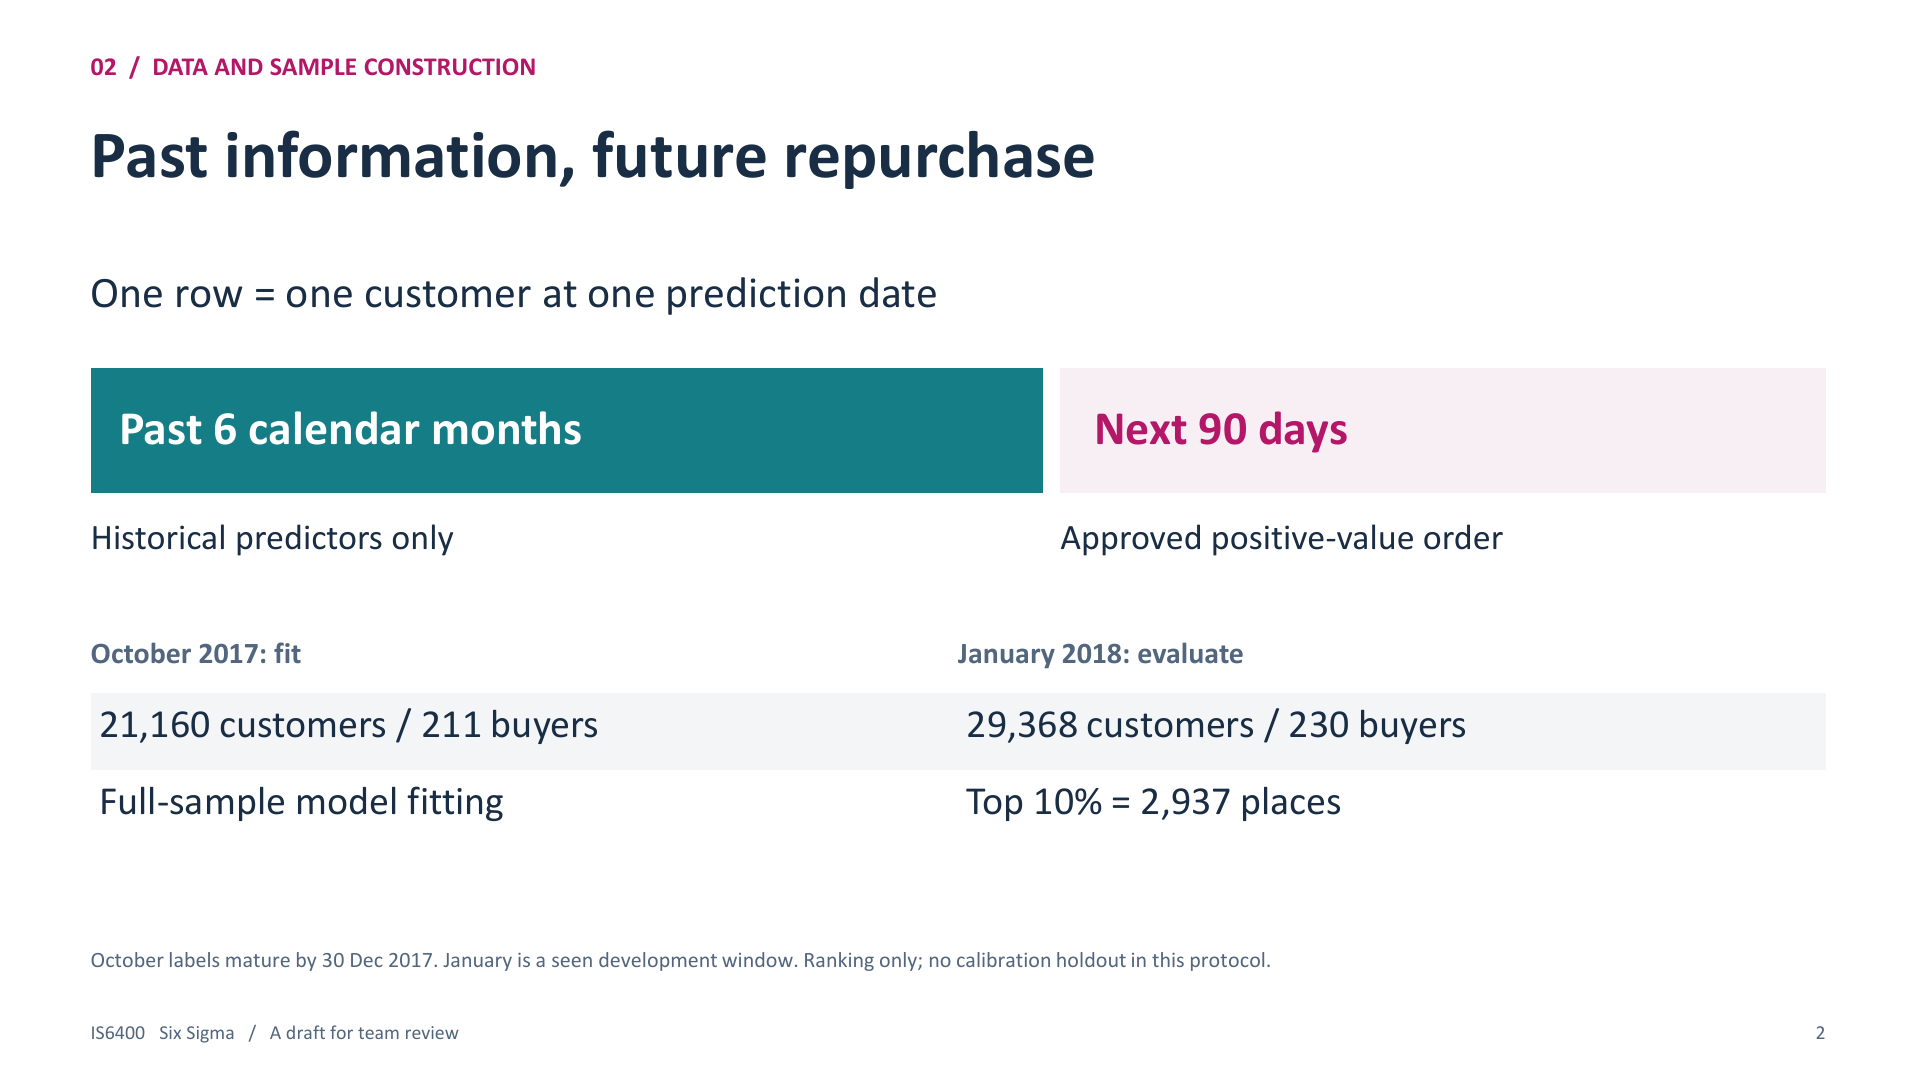 02 / DATA AND SAMPLE CONSTRUCTION
Past information, future repurchase
One row = one customer at one prediction date
Past 6 calendar months
Next 90 days
Historical predictors only
Approved positive-value order
October 2017: fit
January 2018: evaluate
21,160 customers / 211 buyers
29,368 customers / 230 buyers
Full-sample model fitting
Top 10% = 2,937 places
October labels mature by 30 Dec 2017. January is a seen development window. Ranking only; no calibration holdout in this protocol.
IS6400 Six Sigma / A draft for team review
2